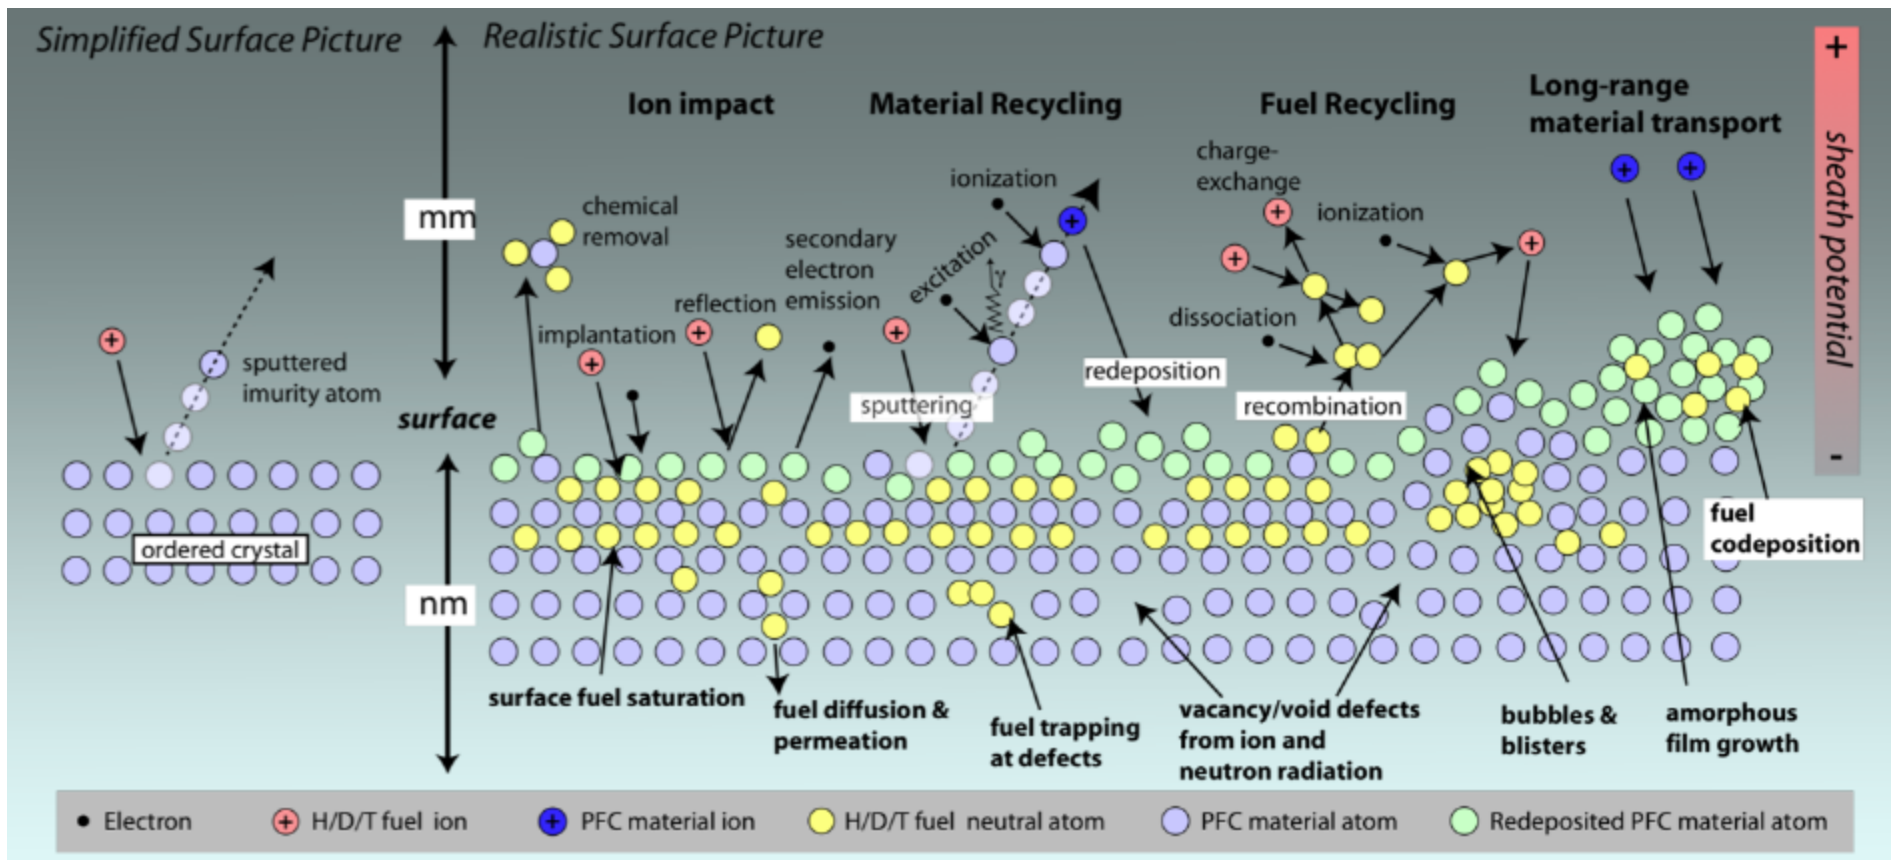 Simplified Surface Picture
Realistic Surface Picture
Ion impact
Material Recycling
Fuel Recycling
Long-range
material transport
+
sheath potential
-
mm
surface
nm
sputtered
imurity atom
ordered crystal
chemical
removal
implantation
reflection
secondary
electron
emission
ionization
excitation
γ
sputtering
redeposition
charge-
exchange
ionization
dissociation
recombination
fuel
codeposition
surface fuel saturation
fuel diffusion &
permeation
fuel trapping
at defects
vacancy/void defects
from ion and
neutron radiation
bubbles &
blisters
amorphous
film growth
Electron
+ H/D/T fuel ion
+ PFC material ion
H/D/T fuel neutral atom
PFC material atom
Redeposited PFC material atom